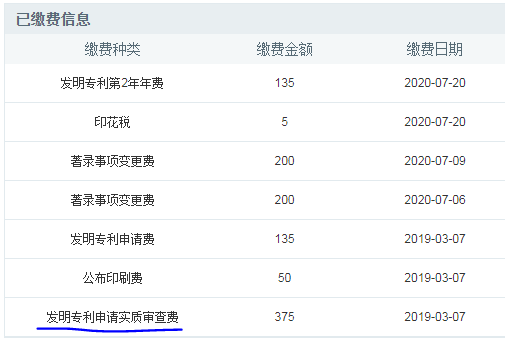 已缴费信息
缴费种类 缴费金额 缴费日期
发明专利第2年年费 135 2020-07-20
印花税 5 2020-07-20
著录事项变更费 200 2020-07-09
著录事项变更费 200 2020-07-06
发明专利申请费 135 2019-03-07
公布印刷费 50 2019-03-07
发明专利申请实质审查费 375 2019-03-07